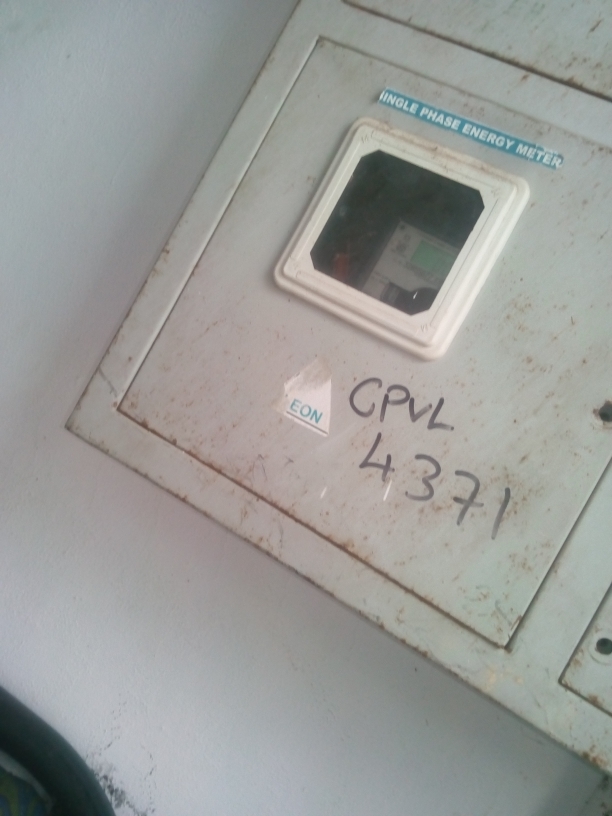 INGLE PHASE ENERGY METER
EON
CPVL
4371